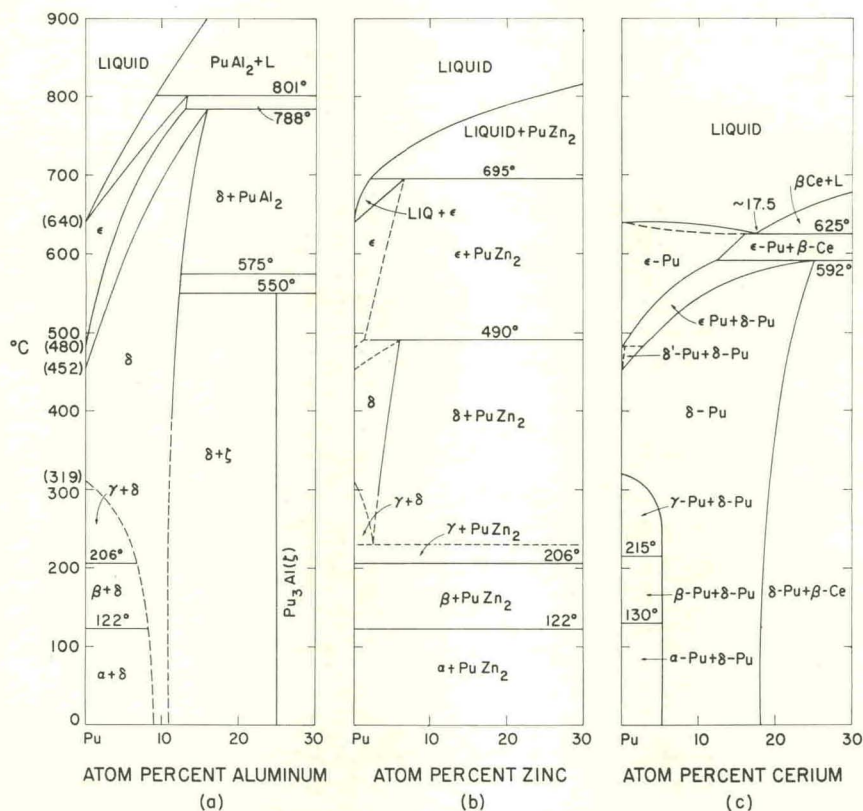 °C
900
800
700
(640)
600
500
(480)
(452)
400
(319)
300
200
100
0
LIQUID
PuAl2+L
801°
788°
ε
δ+PuAl2
575°
550°
δ
δ+ζ
γ+δ
206°
β+δ
122°
α+δ
Pu3Al(ζ)
Pu 10 20 30
ATOM PERCENT ALUMINUM
(a)
LIQUID
LIQUID+PuZn2
695°
LIQ + ε
ε
ε+PuZn2
490°
δ
δ+PuZn2
γ+δ
γ+PuZn2
206°
β+PuZn2
122°
α+PuZn2
Pu 10 20 30
ATOM PERCENT ZINC
(b)
LIQUID
βCe+L
~17.5
625°
ε-Pu+β-Ce
ε-Pu
592°
ε Pu+δ-Pu
δ'-Pu+δ-Pu
δ-Pu
γ-Pu+δ-Pu
215°
β-Pu+δ-Pu
δ-Pu+β-Ce
130°
α-Pu+δ-Pu
Pu 10 20 30
ATOM PERCENT CERIUM
(c)